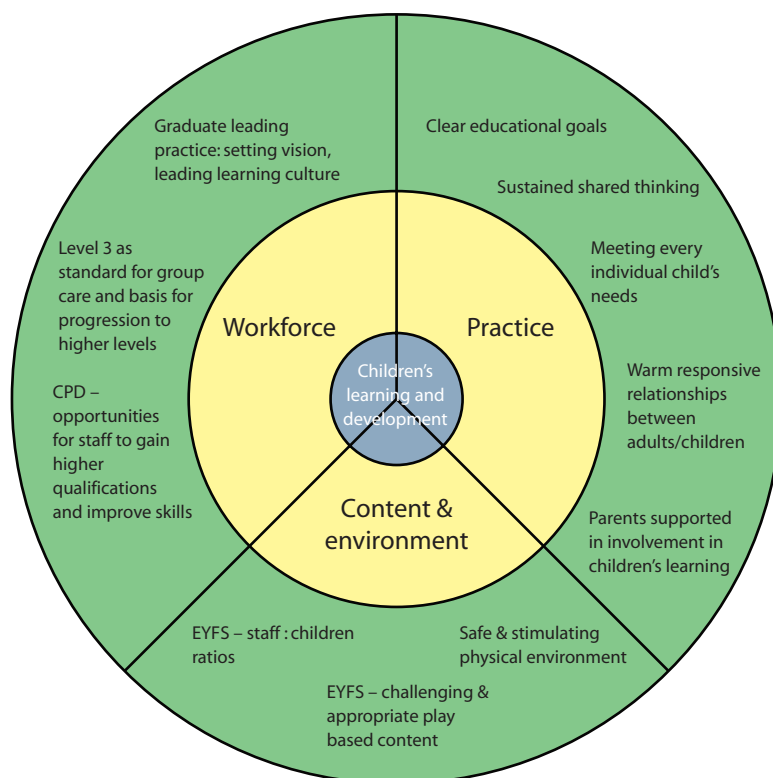 Graduate leading
practice: setting vision,
leading learning culture
Level 3 as
standard for group
care and basis for
progression to
higher levels
CPD –
opportunities
for staff to gain
higher
qualifications
and improve skills
Workforce
Clear educational goals
Sustained shared thinking
Meeting every
individual child’s
needs
Warm responsive
relationships
between
adults/children
Parents supported
in involvement in
children’s learning
Practice
Children’s
learning and
development
Content &
environment
EYFS – staff : children
ratios
Safe & stimulating
physical environment
EYFS – challenging &
appropriate play
based content